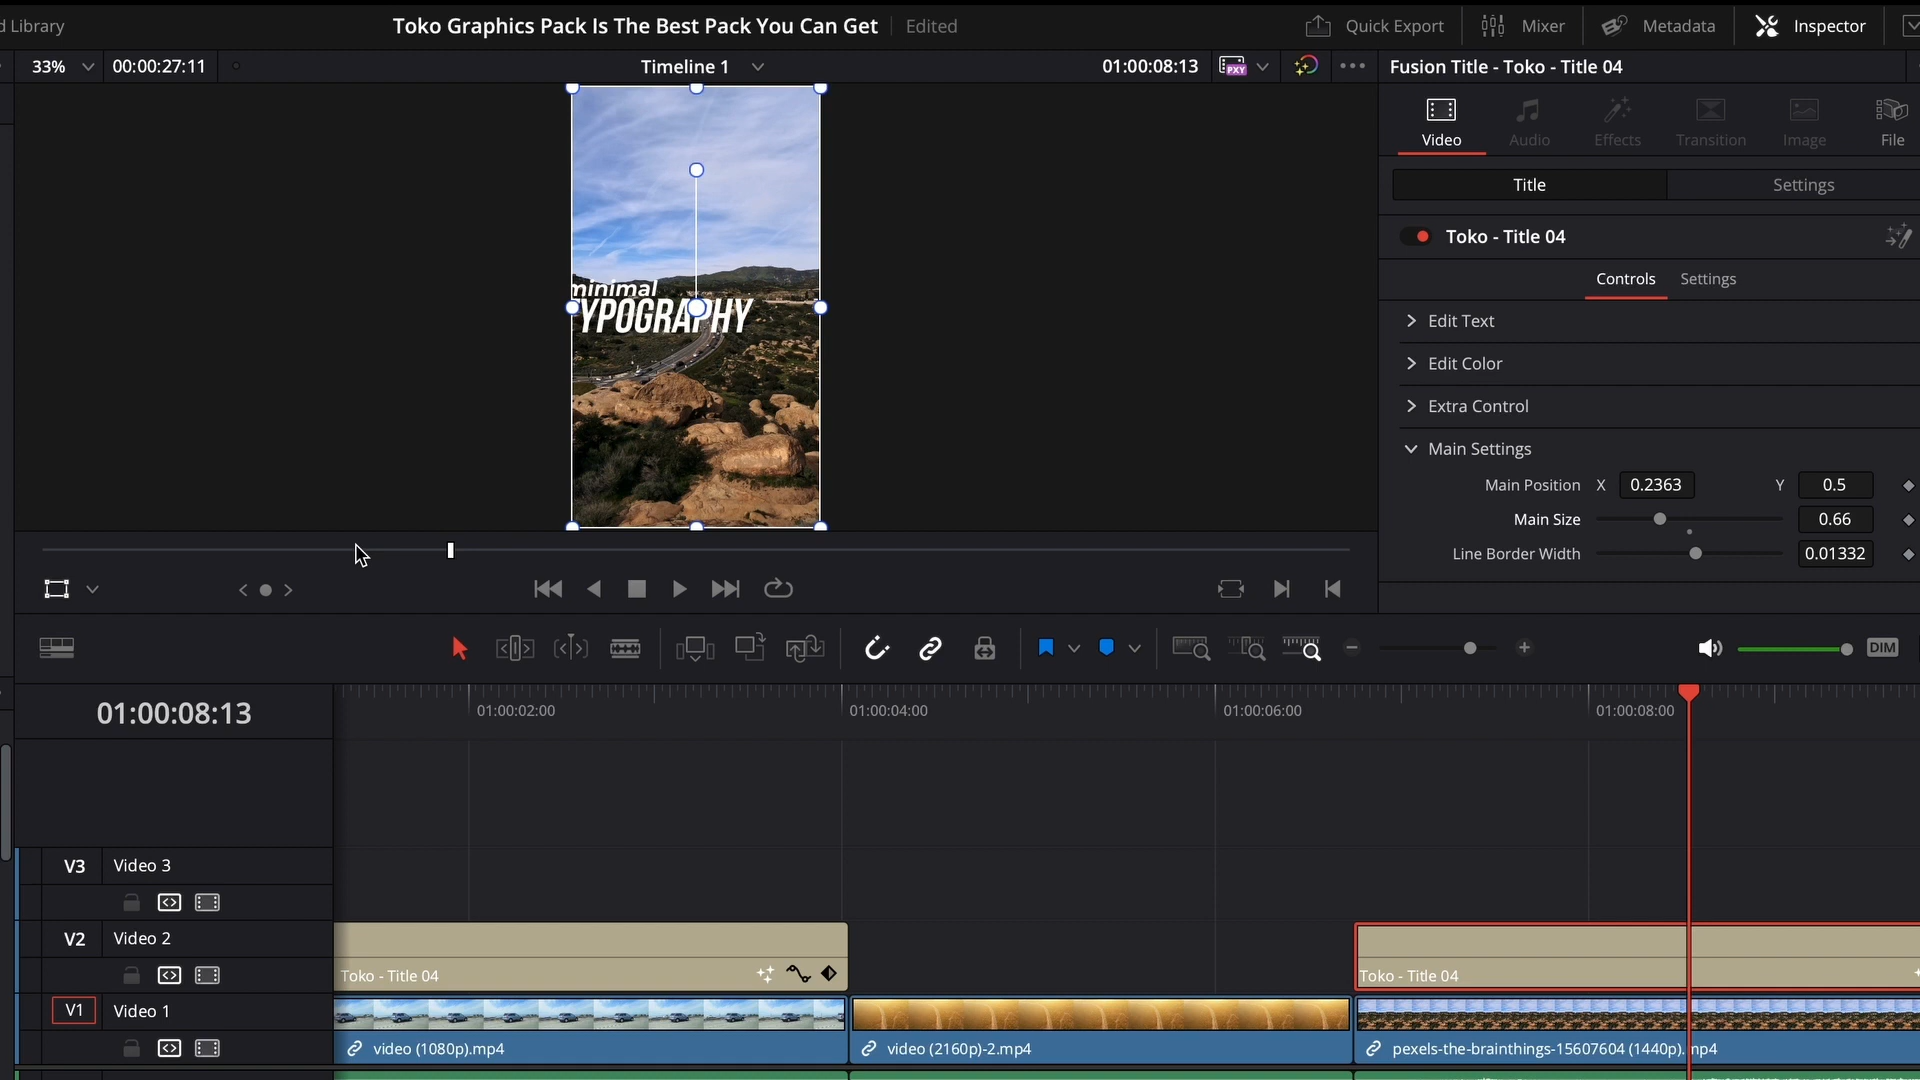 d Library
Toko Graphics Pack Is The Best Pack You Can Get
Edited
Quick Export
Mixer
Metadata
Inspector
33%
00:00:27:11
Timeline 1
01:00:08:13
PXY
Fusion Title - Toko - Title 04
Video
Audio
Effects
Transition
Image
File
Title
Settings
Toko - Title 04
Controls
Settings
Edit Text
Edit Color
Extra Control
Main Settings
Main Position X 0.2363 Y 0.5
Main Size 0.66
Line Border Width 0.01332
minimal
YPOGRAPHY
DIM
01:00:08:13
01:00:02:00
01:00:04:00
01:00:06:00
01:00:08:00
V3 Video 3
V2 Video 2
Toko - Title 04
Toko - Title 04
V1 Video 1
video (1080p).mp4
video (2160p)-2.mp4
pexels-the-brainthings-15607604 (1440p).mp4